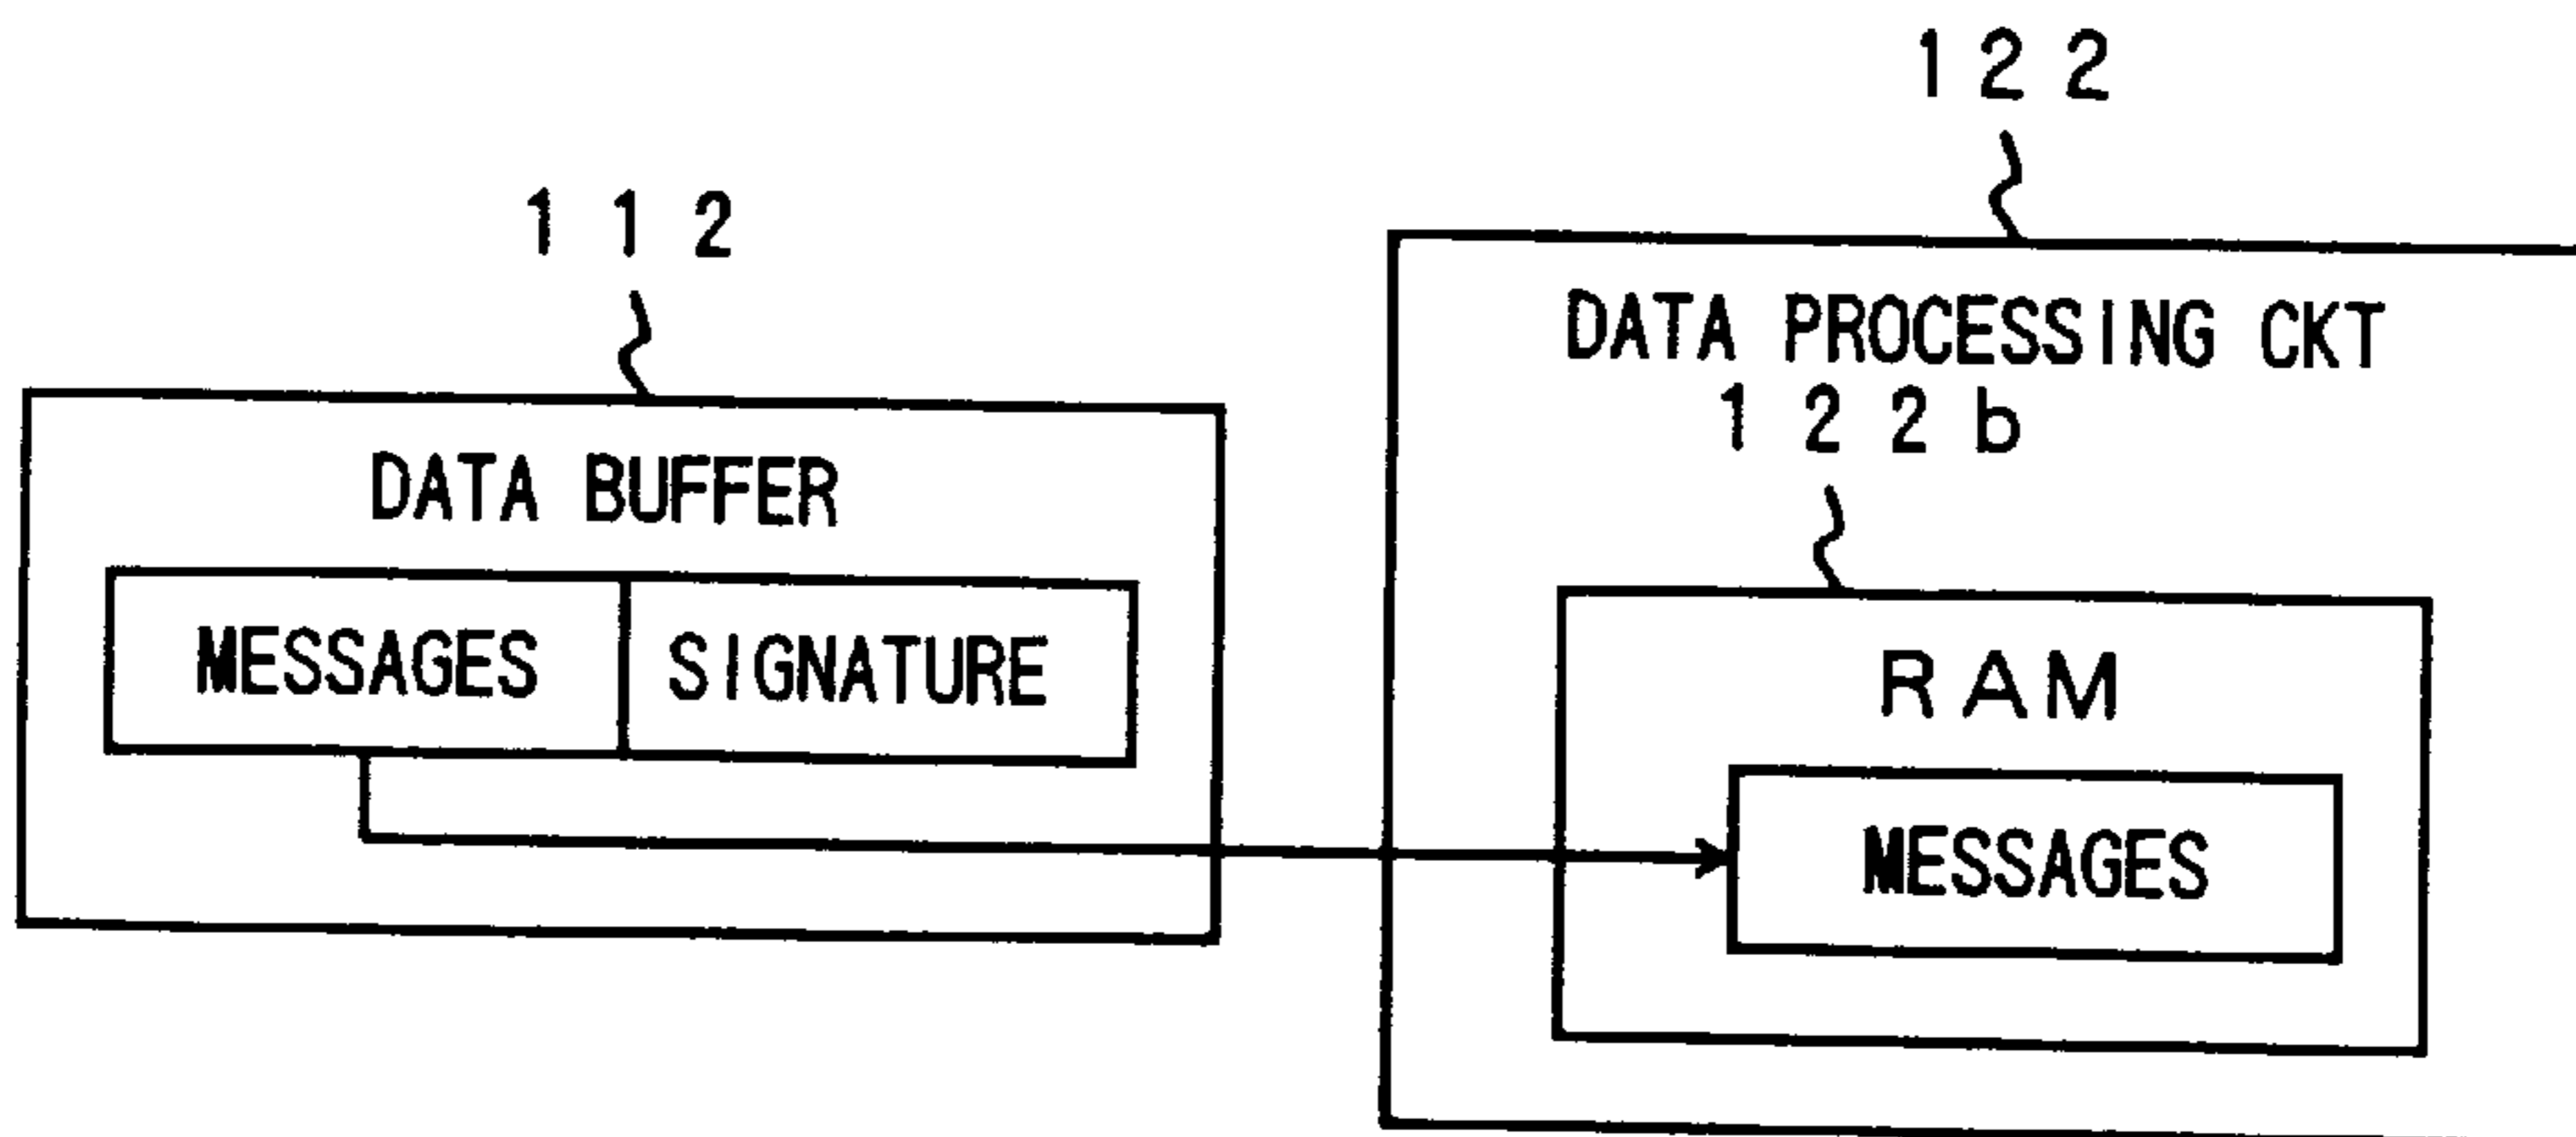 112
DATA BUFFER
MESSAGES
SIGNATURE
122
DATA PROCESSING CKT
122b
RAM
MESSAGES